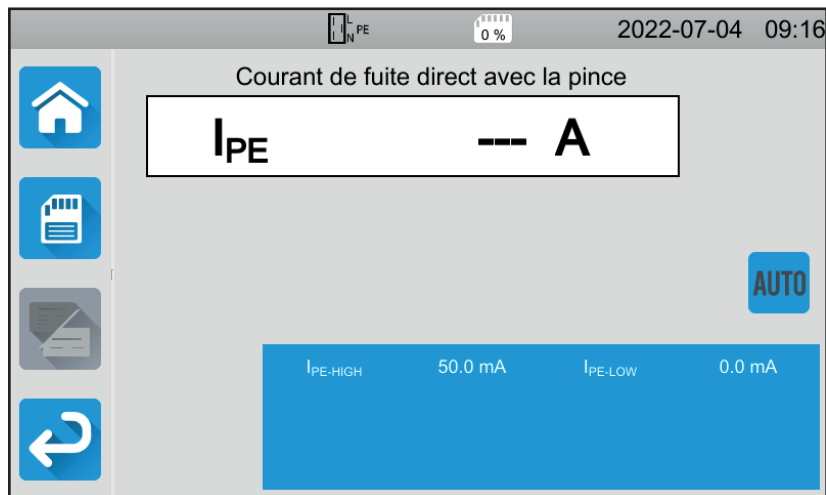 L N PE 0 % 2022-07-04 09:16
Courant de fuite direct avec la pince
IPE --- A
AUTO
IPE-HIGH 50.0 mA IPE-LOW 0.0 mA